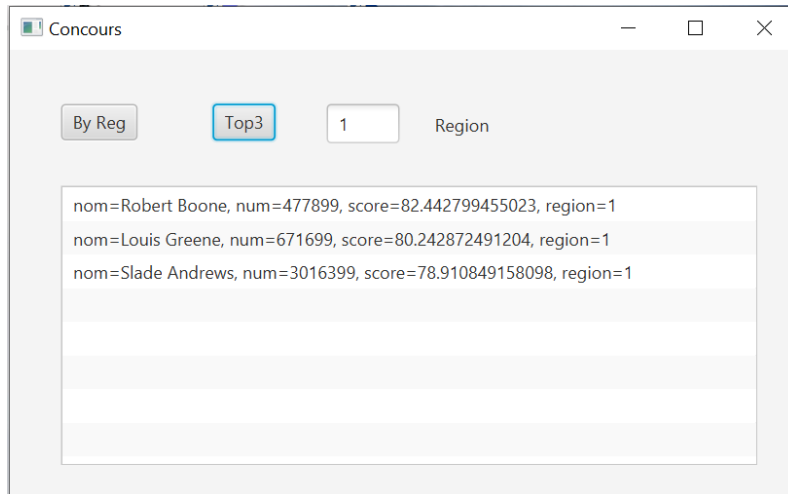 Concours
By Reg Top3 1 Region
nom=Robert Boone, num=477899, score=82.442799455023, region=1
nom=Louis Greene, num=671699, score=80.242872491204, region=1
nom=Slade Andrews, num=3016399, score=78.910849158098, region=1